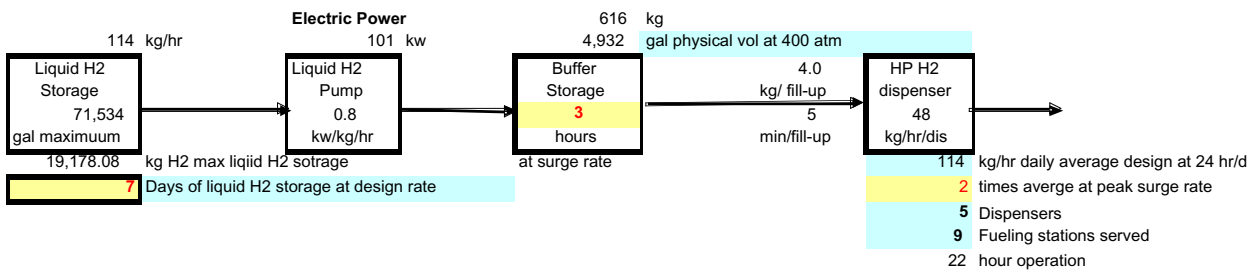 Electric Power 616 kg
114 kg/hr 101 kw 4,932 gal physical vol at 400 atm
Liquid H2 Liquid H2 Buffer 4.0 HP H2
Storage Pump Storage kg/ fill-up dispenser
71,534 0.8 3 5 48
gal maximuum kw/kg/hr hours min/fill-up kg/hr/dis
19,178.08 kg H2 max liqiid H2 sotrage at surge rate 114 kg/hr daily average design at 24 hr/d
7 Days of liquid H2 storage at design rate 2 times averge at peak surge rate
5 Dispensers
9 Fueling stations served
22 hour operation